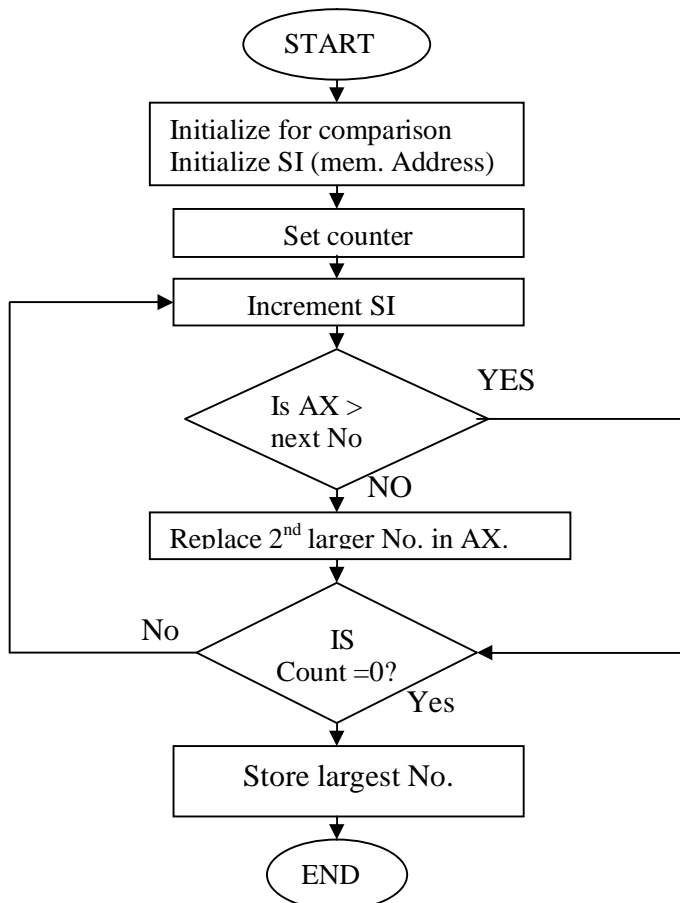 START
Initialize for comparison
Initialize SI (mem. Address)
Set counter
Increment SI
YES
Is AX >
next No
NO
Replace 2nd larger No. in AX.
No
IS
Count =0?
Yes
Store largest No.
END